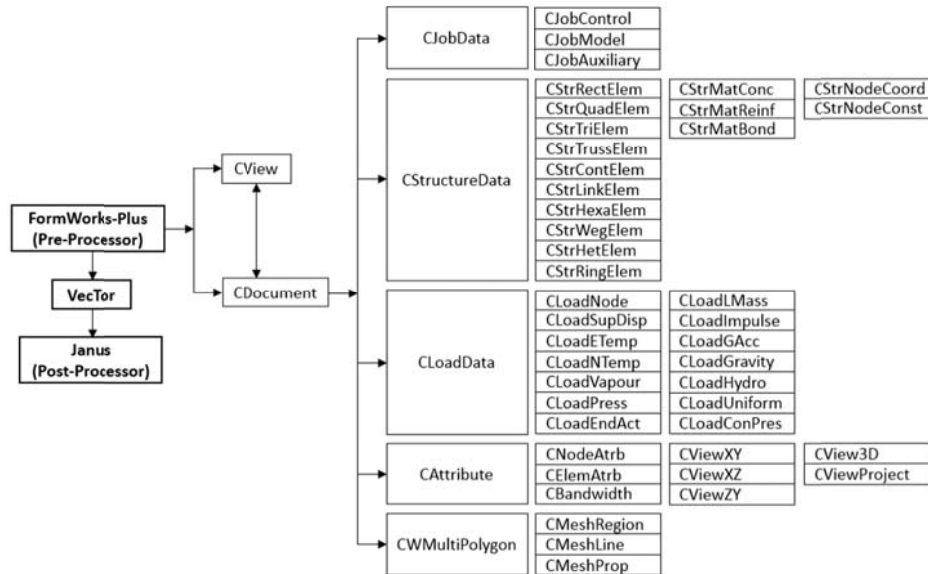 FormWorks-Plus
(Pre-Processor)
VecTor
Janus
(Post-Processor)
CView
CDocument
CJobData
CJobControl
CJobModel
CJobAuxiliary
CStructureData
CStrRectElem
CStrQuadElem
CStrTriElem
CStrTrussElem
CStrContElem
CStrLinkElem
CStrHexaElem
CStrWegElem
CStrHetElem
CStrRingElem
CStrMatConc
CStrMatReinf
CStrMatBond
CStrNodeCoord
CStrNodeConst
CLoadData
CLoadNode
CLoadSupDisp
CLoadETemp
CLoadNTemp
CLoadVapour
CLoadPress
CLoadEndAct
CLoadLMass
CLoadImpulse
CLoadGAcc
CLoadGravity
CLoadHydro
CLoadUniform
CLoadConPres
CAttribute
CNodeAtrb
CElemAtrb
CBandwidth
CViewXY
CViewXZ
CViewZY
CView3D
CViewProject
CWMultiPolygon
CMeshRegion
CMeshLine
CMeshProp